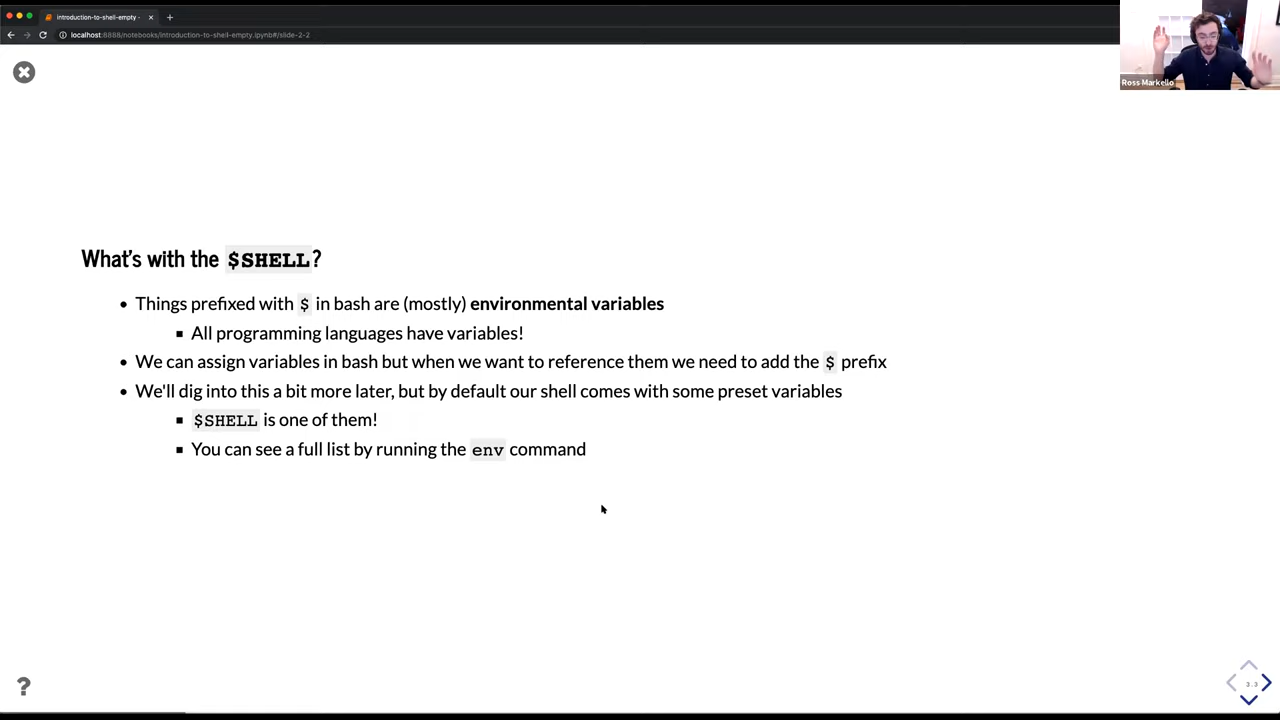 introduction-to-shell-empty -
localhost:8888/notebooks/introduction-to-shell-empty.ipynb#/slide-2-2
Ross Markello
What's with the $SHELL?
Things prefixed with $ in bash are (mostly) environmental variables
All programming languages have variables!
We can assign variables in bash but when we want to reference them we need to add the $ prefix
We'll dig into this a bit more later, but by default our shell comes with some preset variables
$SHELL is one of them!
You can see a full list by running the env command
?
3.3